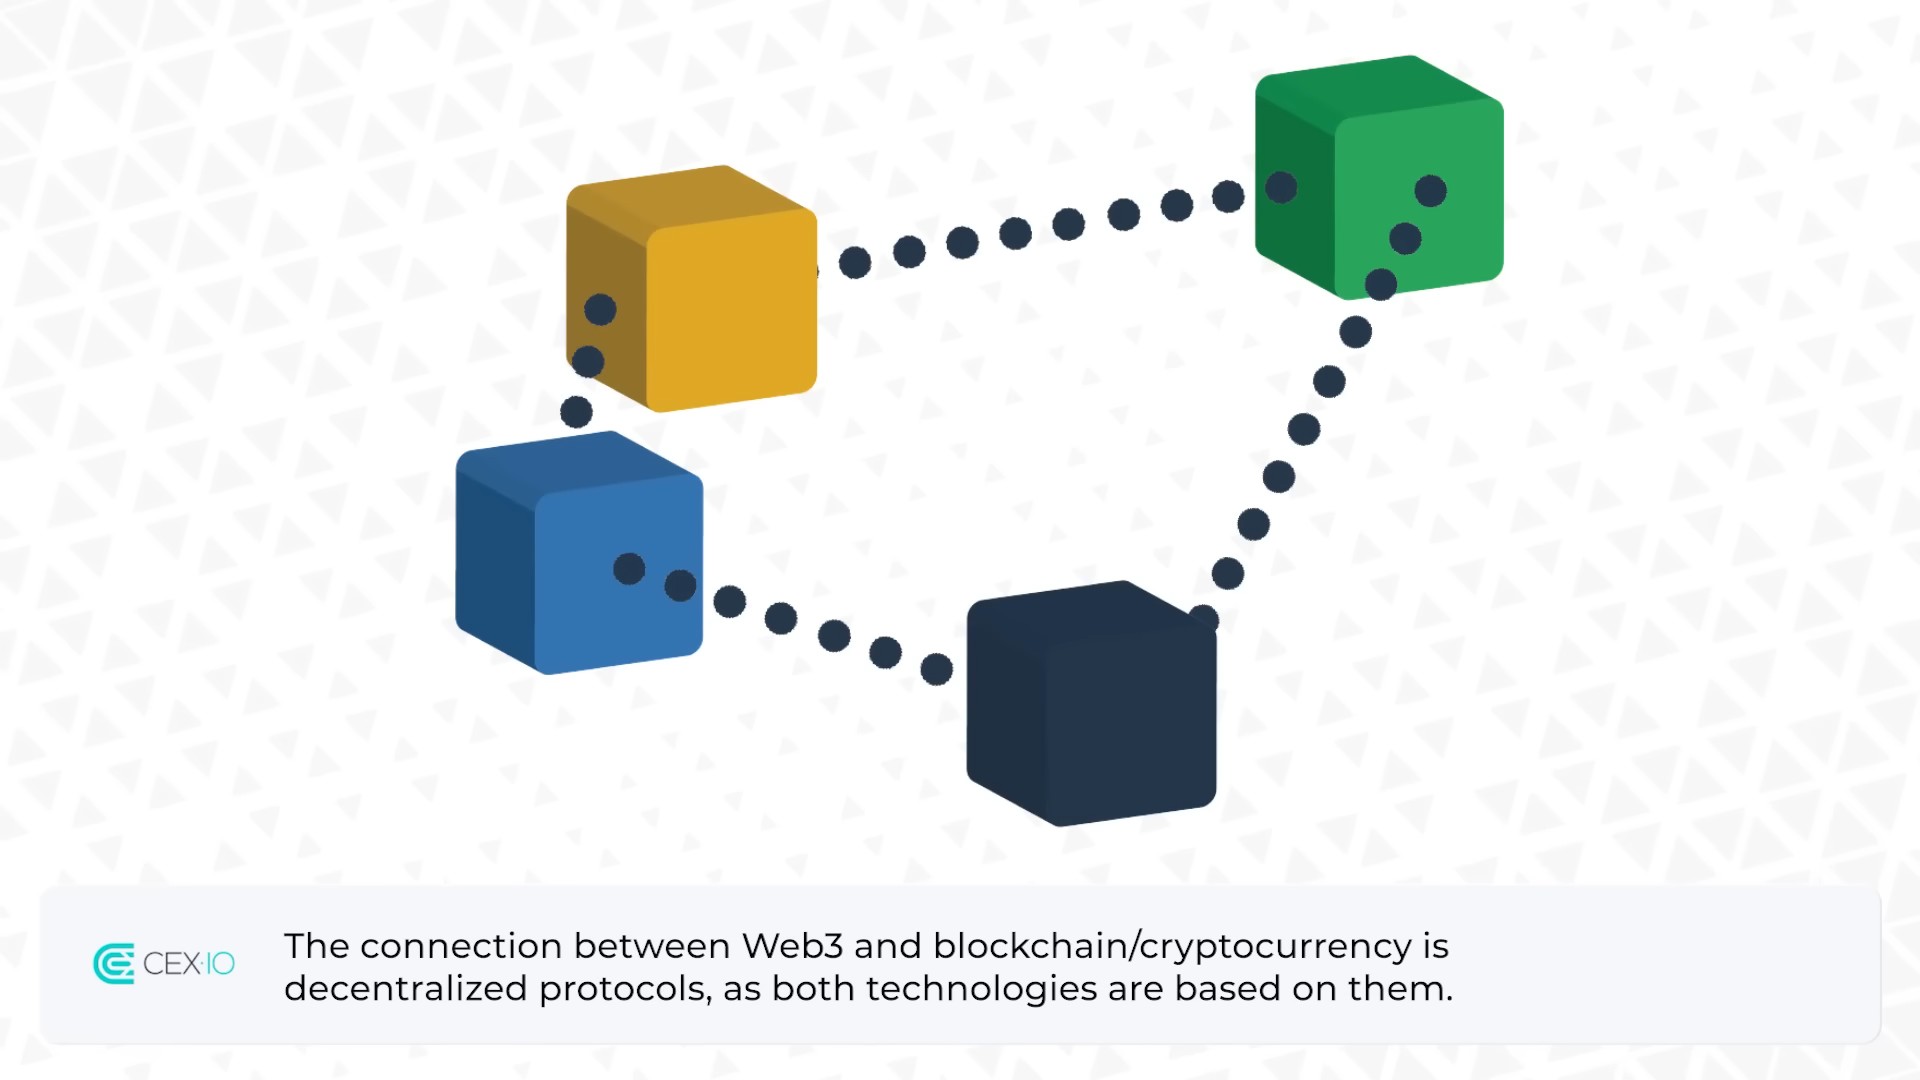 CEX·IO
The connection between Web3 and blockchain/cryptocurrency is
decentralized protocols, as both technologies are based on them.